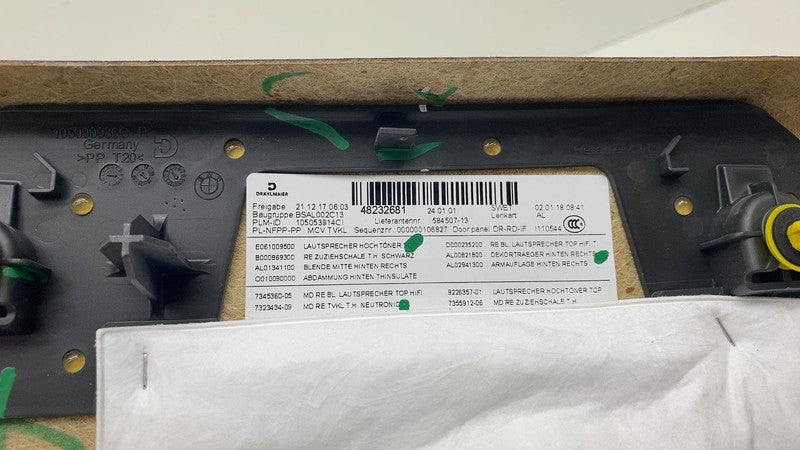 Germany
>PP T20<
DRÄXLMAIER
Freigabe 21.12.17 06:03 48232681 24.01.01 SWET 02.01.18 08:41
Baugruppe BSAL002C13 Lieferantennr. 584507-13 Lenkart AL
PLM-ID 105053914CI
PL-NFPP-PP MCV TVKL Sequenznr. 000000106827 Door panel DR-RD-IF I110544
E061009500 LAUTSPRECHER HOCHTÖNER D000235200 RE BL LAUTSPRECHER TOP HIFI T.
B000869300 RE ZUZIEHSCHALE T.H. SCHWARZ AL00821800 DEKORTRAEGER HINTEN RECHTS
AL01341100 BLENDE MITTE HINTEN RECHTS AL02941300 ARMAUFLAGE HINTEN RECHTS
O010090000 ABDAMMUNG HINTEN THINSULATE
7345360-05 MD RE BL LAUTSPRECHER TOP HIFI 9226357-01 LAUTSPRECHER HOCHTÖNER TOP
7323434-09 MD RE TVKL T.H. NEUTRONIC 7355912-06 MD RE ZUZIEHSCHALE T.H.